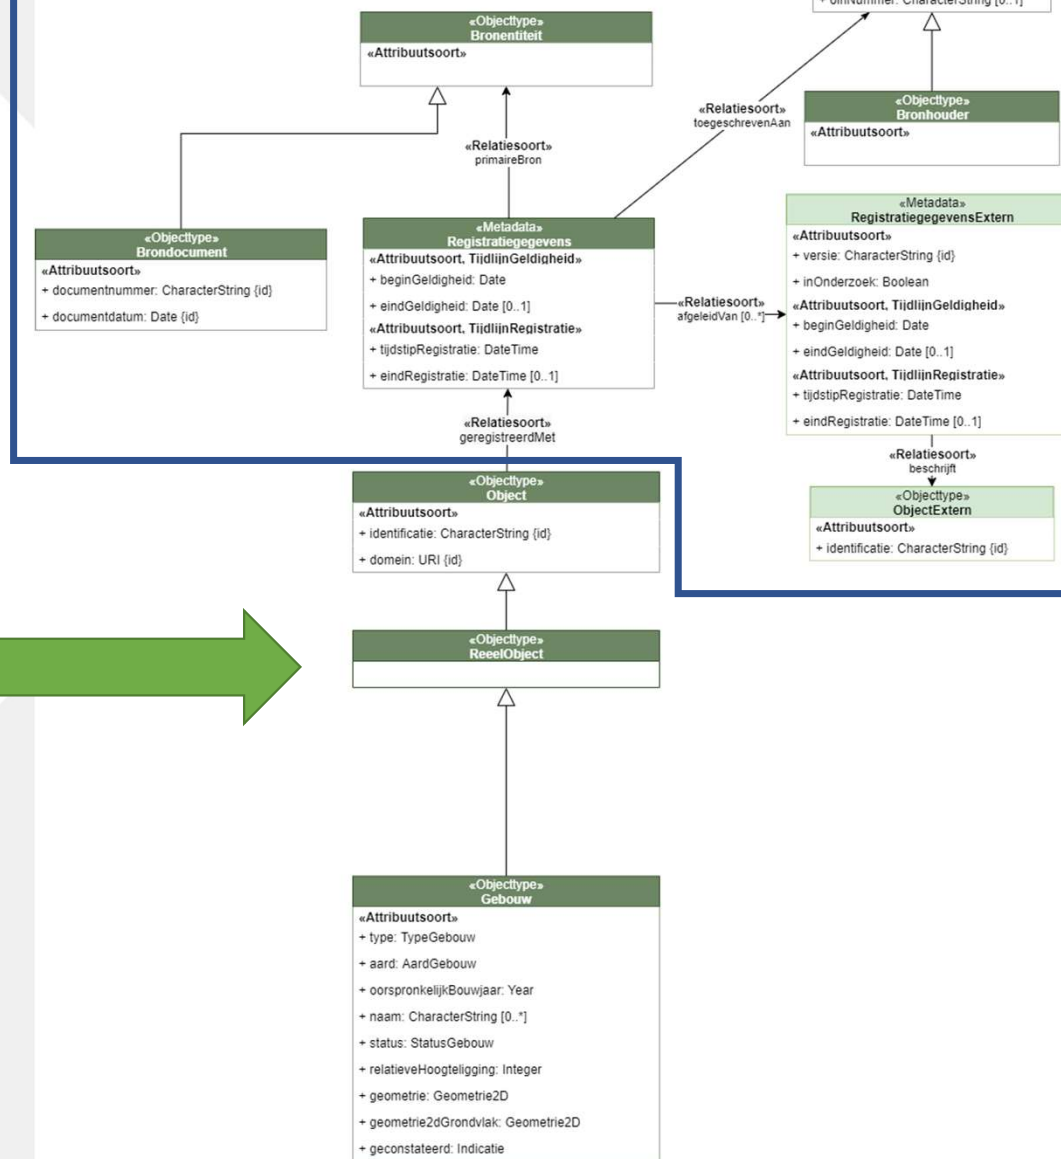 + oinNummer: CharacterString [0..1]
«Objecttype»
Bronentiteit
«Attribuutsoort»
«Relatiesoort»
toegeschrevenAan
«Objecttype»
Bronhouder
«Attribuutsoort»
«Relatiesoort»
primaireBron
«Objecttype»
Brondocument
«Attribuutsoort»
+ documentnummer: CharacterString {id}
+ documentdatum: Date {id}
«Metadata»
Registratiegegevens
«Attribuutsoort, TijdlijnGeldigheid»
+ beginGeldigheid: Date
+ eindGeldigheid: Date [0..1]
«Attribuutsoort, TijdlijnRegistratie»
+ tijdstipRegistratie: DateTime
+ eindRegistratie: DateTime [0..1]
«Relatiesoort»
afgeleidVan [0..*]
«Metadata»
RegistratiegegevensExtern
«Attribuutsoort»
+ versie: CharacterString {id}
+ inOnderzoek: Boolean
«Attribuutsoort, TijdlijnGeldigheid»
+ beginGeldigheid: Date
+ eindGeldigheid: Date [0..1]
«Attribuutsoort, TijdlijnRegistratie»
+ tijdstipRegistratie: DateTime
+ eindRegistratie: DateTime [0..1]
«Relatiesoort»
geregistreerdMet
«Relatiesoort»
beschrijft
«Objecttype»
Object
«Attribuutsoort»
+ identificatie: CharacterString {id}
+ domein: URI {id}
«Objecttype»
ObjectExtern
«Attribuutsoort»
+ identificatie: CharacterString {id}
«Objecttype»
ReeelObject
«Objecttype»
Gebouw
«Attribuutsoort»
+ type: TypeGebouw
+ aard: AardGebouw
+ oorspronkelijkBouwjaar: Year
+ naam: CharacterString [0..*]
+ status: StatusGebouw
+ relatieveHoogteligging: Integer
+ geometrie: Geometrie2D
+ geometrie2dGrondvlak: Geometrie2D
+ geconstateerd: Indicatie